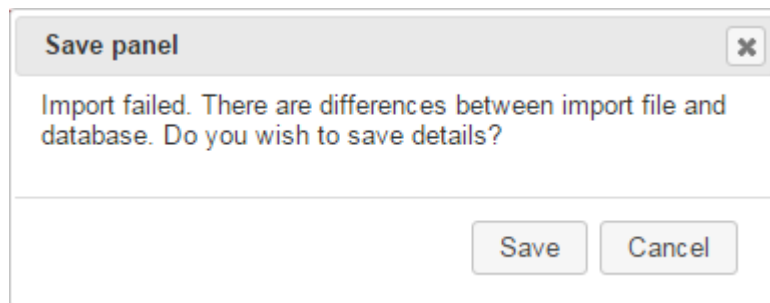 Save panel
Import failed. There are differences between import file and
database. Do you wish to save details?
Save
Cancel